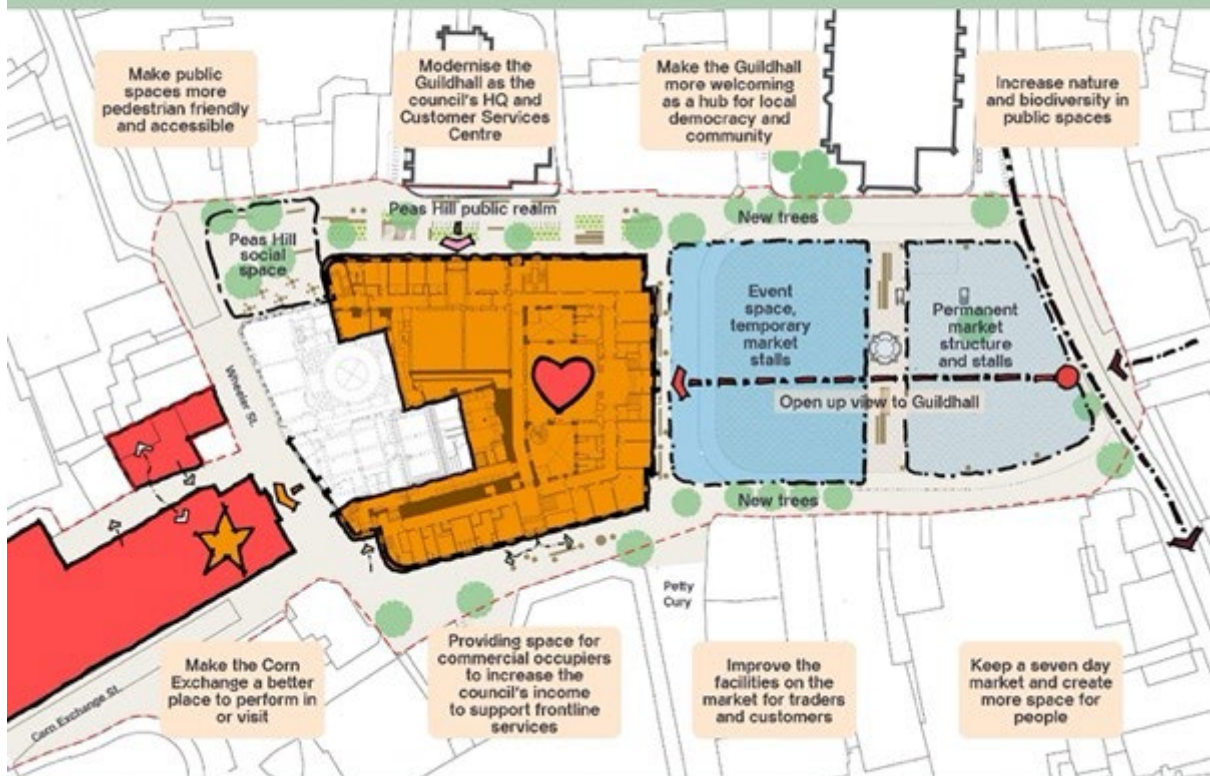 Make public
spaces more
pedestrian friendly
and accessible
Modernise the
Guildhall as the
council's HQ and
Customer Services
Centre
Make the Guildhall
more welcoming
as a hub for local
democracy and
community
Increase nature
and biodiversity in
public spaces
Peas Hill public realm
New trees
Peas Hill
social
space
Event
space,
temporary
market
stalls
Permanent
market
structure
and stalls
Open up view to Guildhall
Wheeler St.
New trees
Petty
Cury
Corn Exchange St.
Make the Corn
Exchange a better
place to perform in
or visit
Providing space for
commercial occupiers
to increase the
council's income
to support frontline
services
Improve the
facilities on the
market for traders
and customers
Keep a seven day
market and create
more space for
people